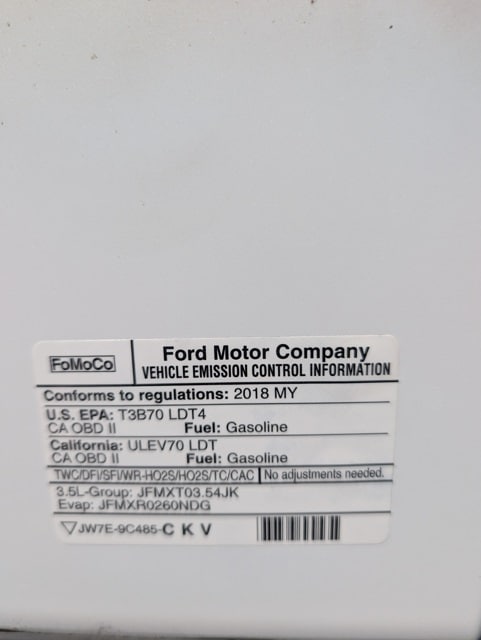 FoMoCo
Ford Motor Company
VEHICLE EMISSION CONTROL INFORMATION
Conforms to regulations: 2018 MY
U.S. EPA: T3B70 LDT4
CA OBD II Fuel: Gasoline
California: ULEV70 LDT
CA OBD II Fuel: Gasoline
TWC/DFI/SFI/WR-HO2S/HO2S/TC/CAC No adjustments needed.
3.5L-Group: JFMXT03.54JK
Evap: JFMXR0260NDG
JW7E-9C485-C K V